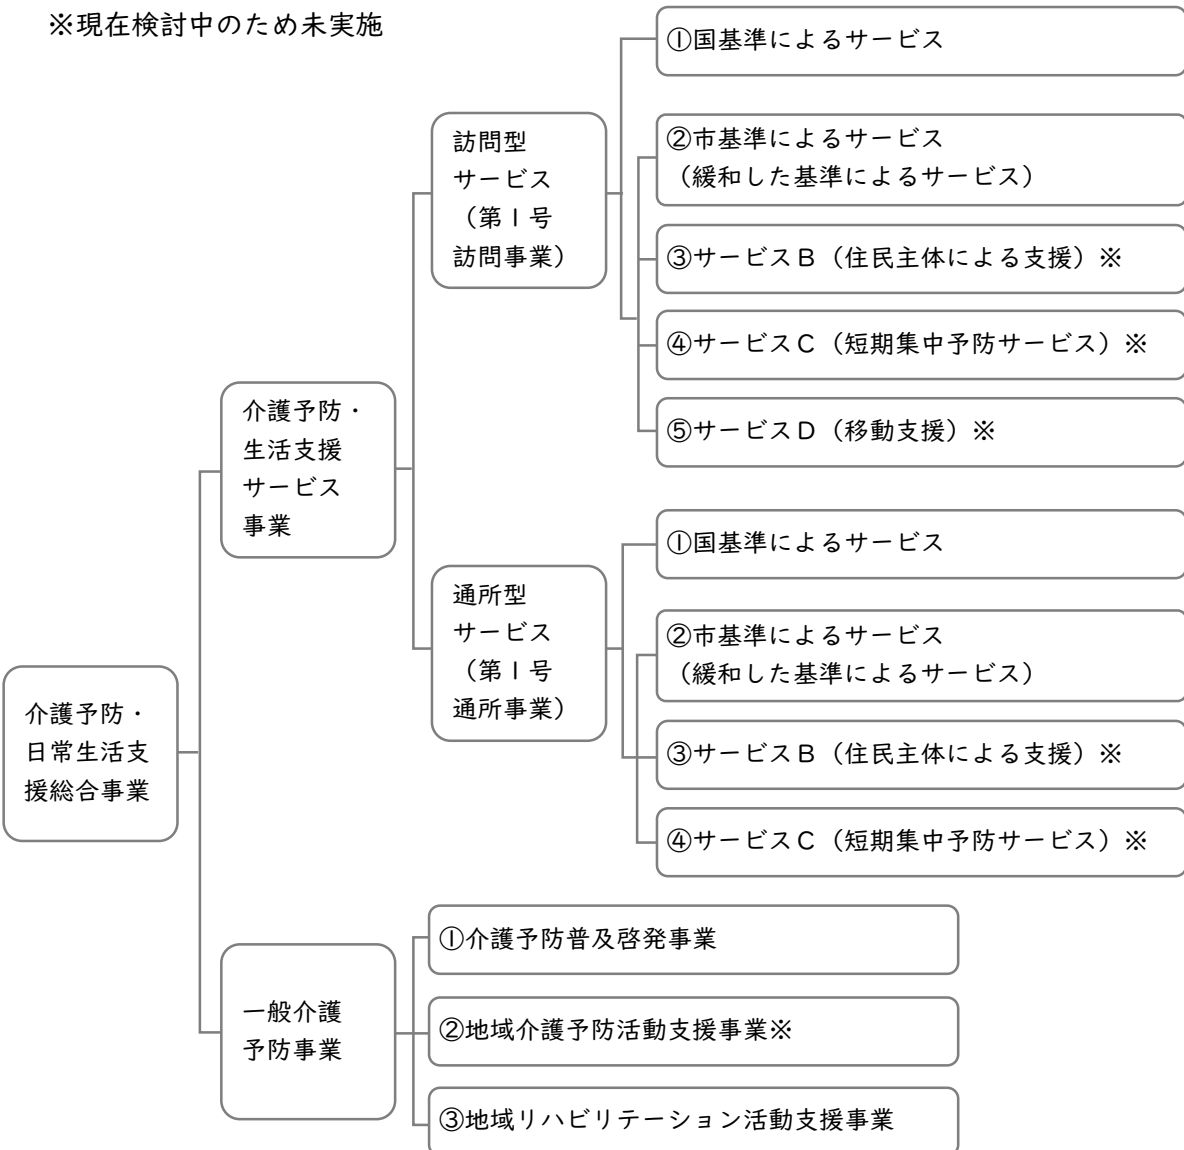 ※現在検討中のため未実施
介護予防・
日常生活支
援総合事業
介護予防・
生活支援
サービス
事業
訪問型
サービス
（第１号
訪問事業）
①国基準によるサービス
②市基準によるサービス
（緩和した基準によるサービス）
③サービスＢ（住民主体による支援）※
④サービスＣ（短期集中予防サービス）※
⑤サービスＤ（移動支援）※
通所型
サービス
（第１号
通所事業）
①国基準によるサービス
②市基準によるサービス
（緩和した基準によるサービス）
③サービスＢ（住民主体による支援）※
④サービスＣ（短期集中予防サービス）※
一般介護
予防事業
①介護予防普及啓発事業
②地域介護予防活動支援事業※
③地域リハビリテーション活動支援事業